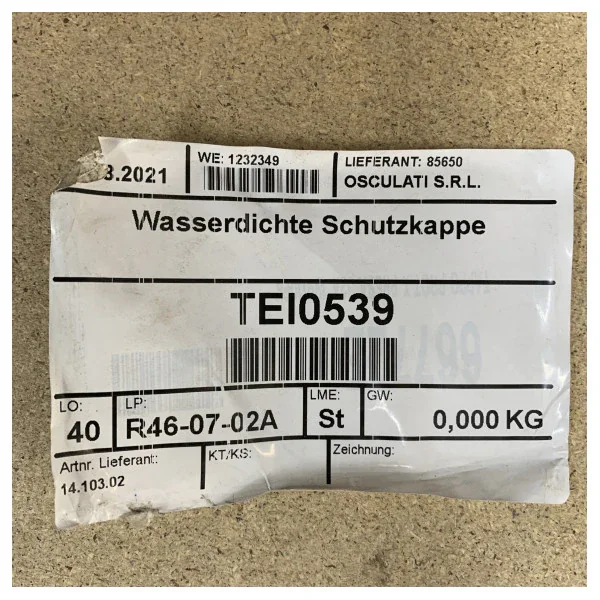 3.2021
WE: 1232349
LIEFERANT: 85650
OSCULATI S.R.L.
Wasserdichte Schutzkappe
TEI0539
LO:
40
LP:
R46-07-02A
LME:
St
GW:
0,000 KG
Artnr. Lieferant:
14.103.02
KT/KS:
Zeichnung: